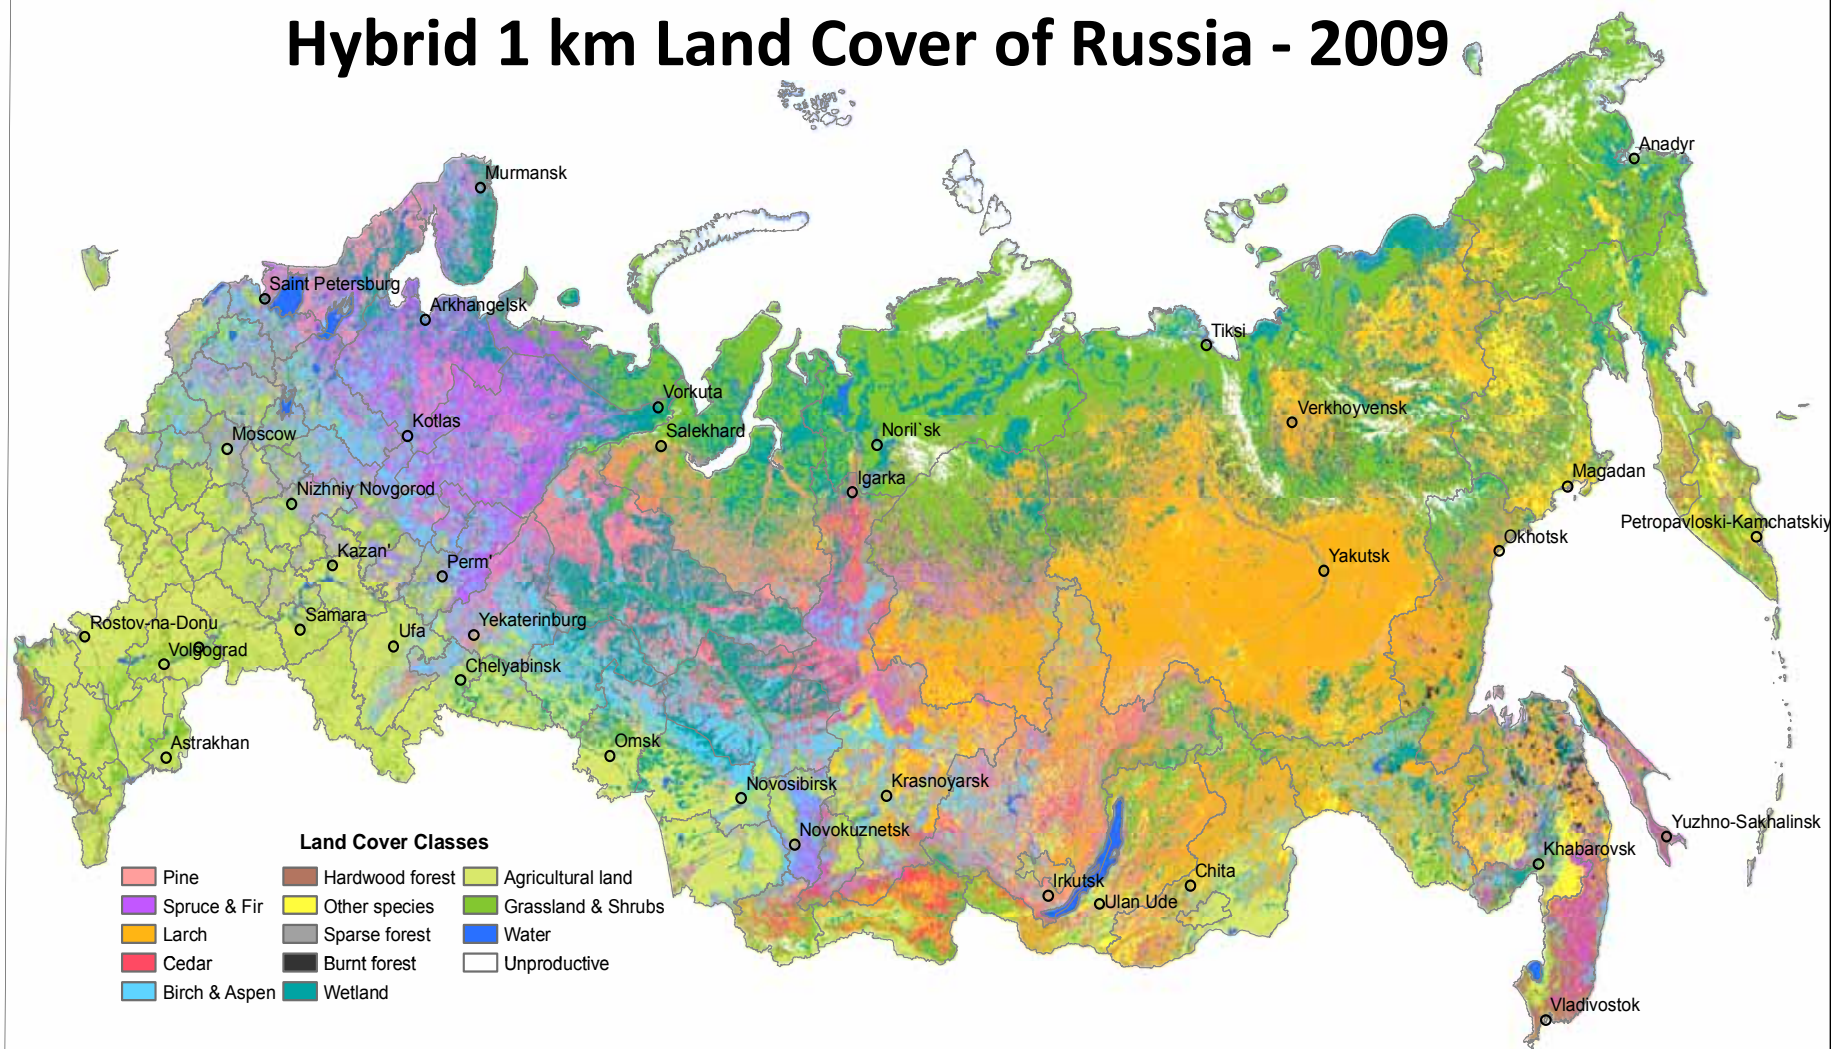 Hybrid 1 km Land Cover of Russia - 2009
Anadyr
Murmansk
Saint Petersburg
Arkhangelsk
Tiksi
Vorkuta
Verkhoyvensk
Kotlas
Moscow
Salekhard
Noril`sk
Igarka
Magadan
Nizhniy Novgorod
Petropavloski-Kamchatskiy
Okhotsk
Kazan'
Perm'
Yakutsk
Samara
Yekaterinburg
Rostov-na-Donu
Ufa
Volgograd
Chelyabinsk
Astrakhan
Omsk
Novosibirsk
Krasnoyarsk
Novokuznetsk
Yuzhno-Sakhalinsk
Khabarovsk
Irkutsk
Chita
Ulan Ude
Vladivostok
Land Cover Classes
Pine
Spruce & Fir
Larch
Cedar
Birch & Aspen
Hardwood forest
Other species
Sparse forest
Burnt forest
Wetland
Agricultural land
Grassland & Shrubs
Water
Unproductive